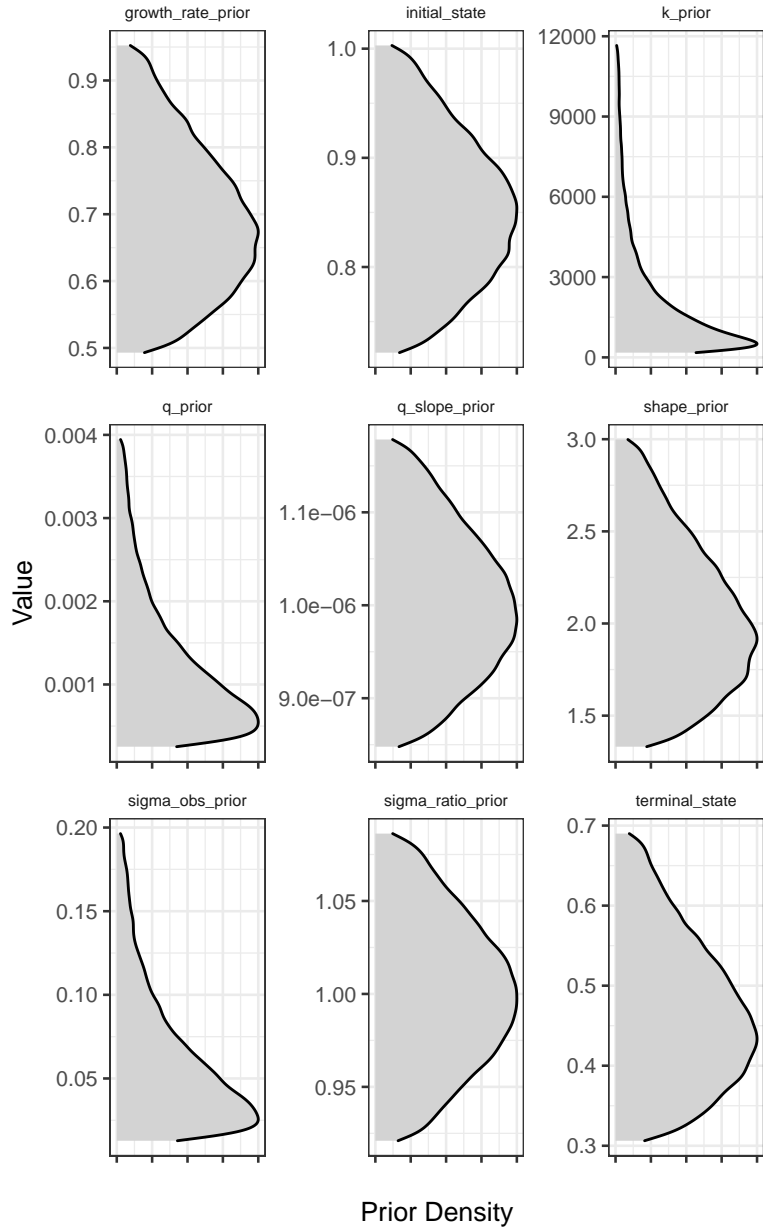 growth_rate_prior
initial_state
k_prior
0.9
0.8
0.7
0.6
0.5
1.0
0.9
0.8
12000
9000
6000
3000
0
q_prior
q_slope_prior
shape_prior
0.004
0.003
0.002
0.001
1.1e-06
1.0e-06
9.0e-07
3.0
2.5
2.0
1.5
Value
sigma_obs_prior
sigma_ratio_prior
terminal_state
0.20
0.15
0.10
0.05
1.05
1.00
0.95
0.7
0.6
0.5
0.4
0.3
Prior Density